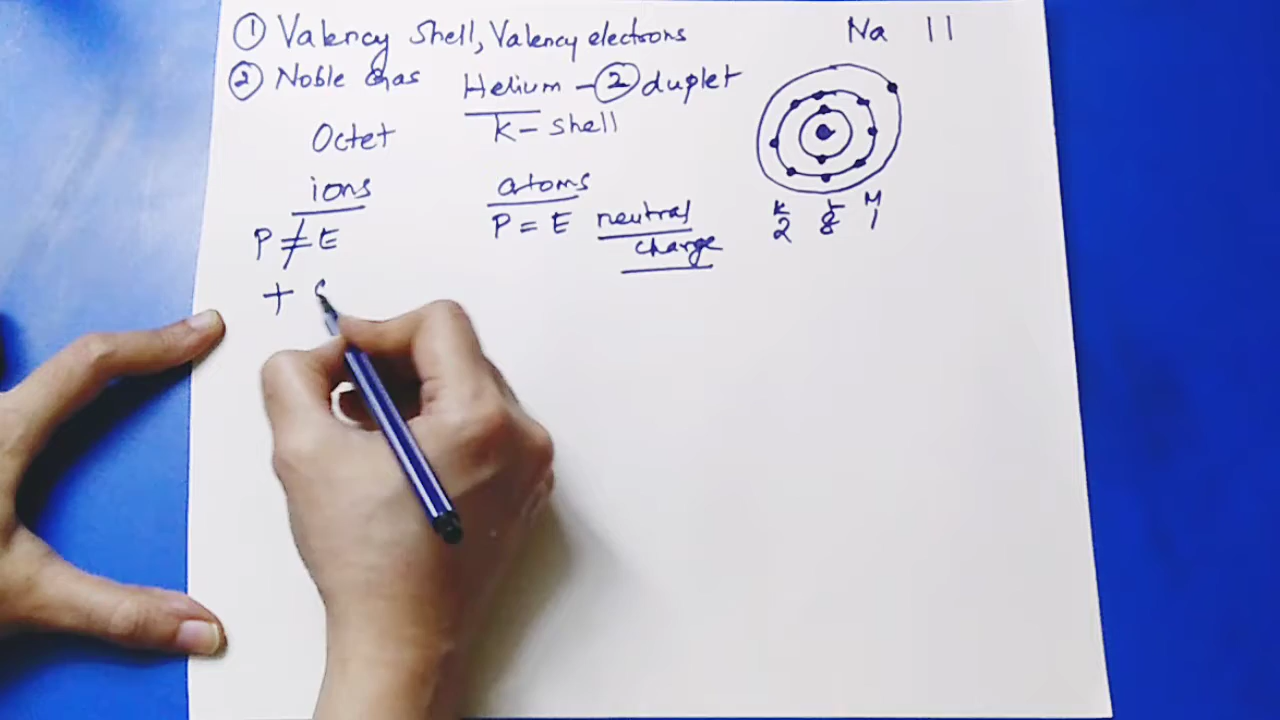 ① Valency Shell, Valency electrons
② Noble Gas Helium - ② duplet
K - Shell
Octet
ions
P ≠ E
+
atoms
P = E neutral
charge
Na 11
K L M
2 8 1